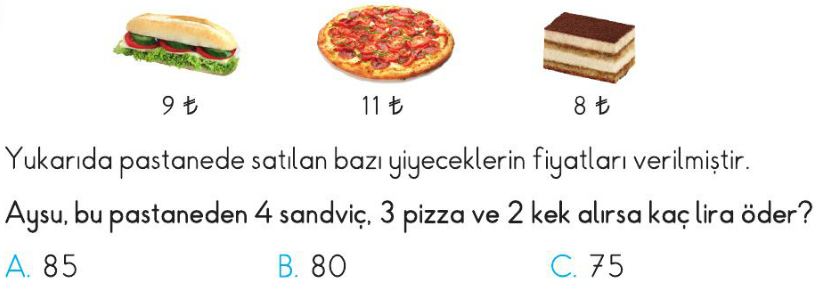 9 ₺ 11 ₺ 8 ₺
Yukarıda pastanede satılan bazı yiyeceklerin fiyatları verilmiştir.
Aysu, bu pastaneden 4 sandviç, 3 pizza ve 2 kek alırsa kaç lira öder?
A. 85 B. 80 C. 75